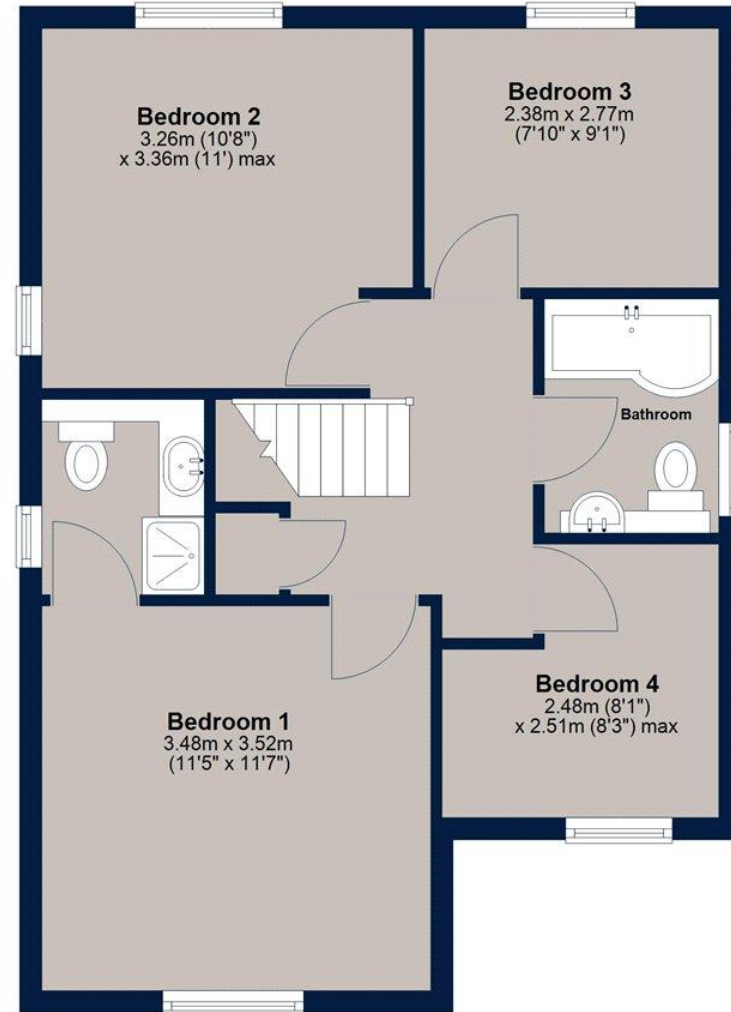 Bedroom 2
3.26m (10'8")
x 3.36m (11') max
Bedroom 3
2.38m x 2.77m
(7'10" x 9'1")
Bathroom
Bedroom 1
3.48m x 3.52m
(11'5" x 11'7")
Bedroom 4
2.48m (8'1")
x 2.51m (8'3") max